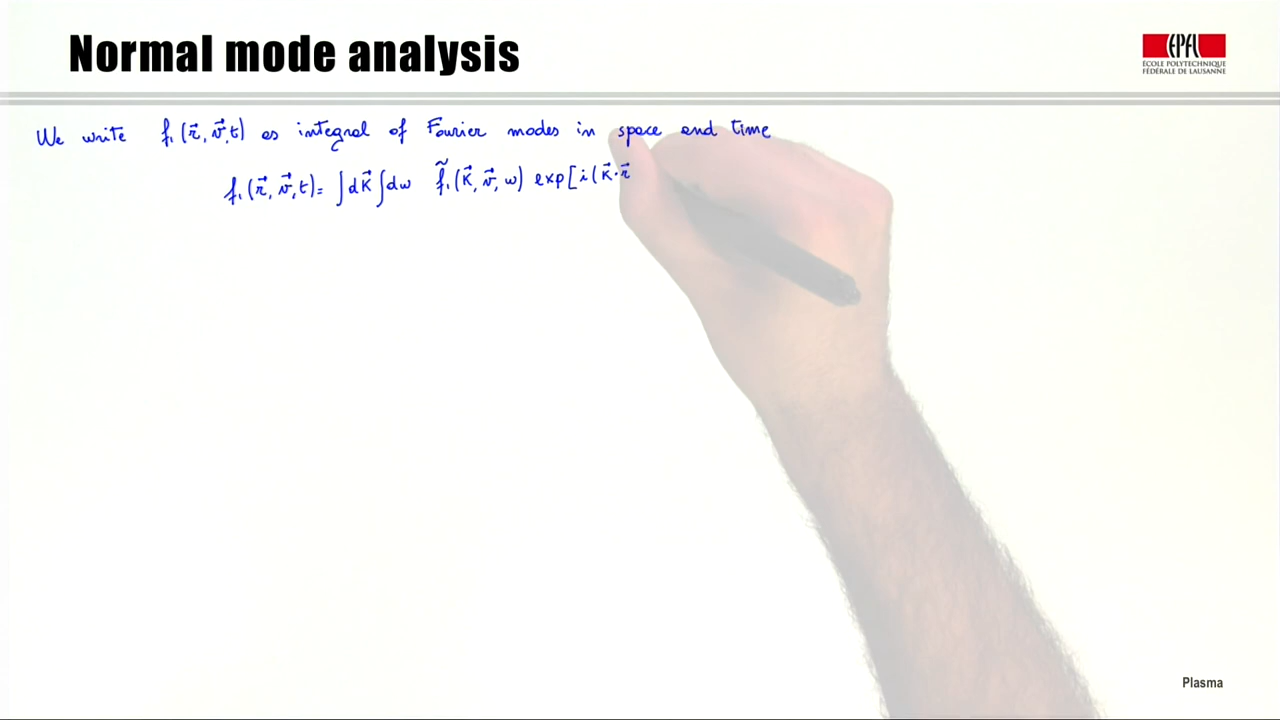 Normal mode analysis
EPFL
ÉCOLE POLYTECHNIQUE
FÉDÉRALE DE LAUSANNE
We write f₁(r⃗, v⃗, t) as integral of Fourier modes in space and time
f₁(r⃗, v⃗, t) = ∫dk⃗ ∫dω f̃₁(k⃗, v⃗, ω) exp[i(k⃗·r⃗
Plasma